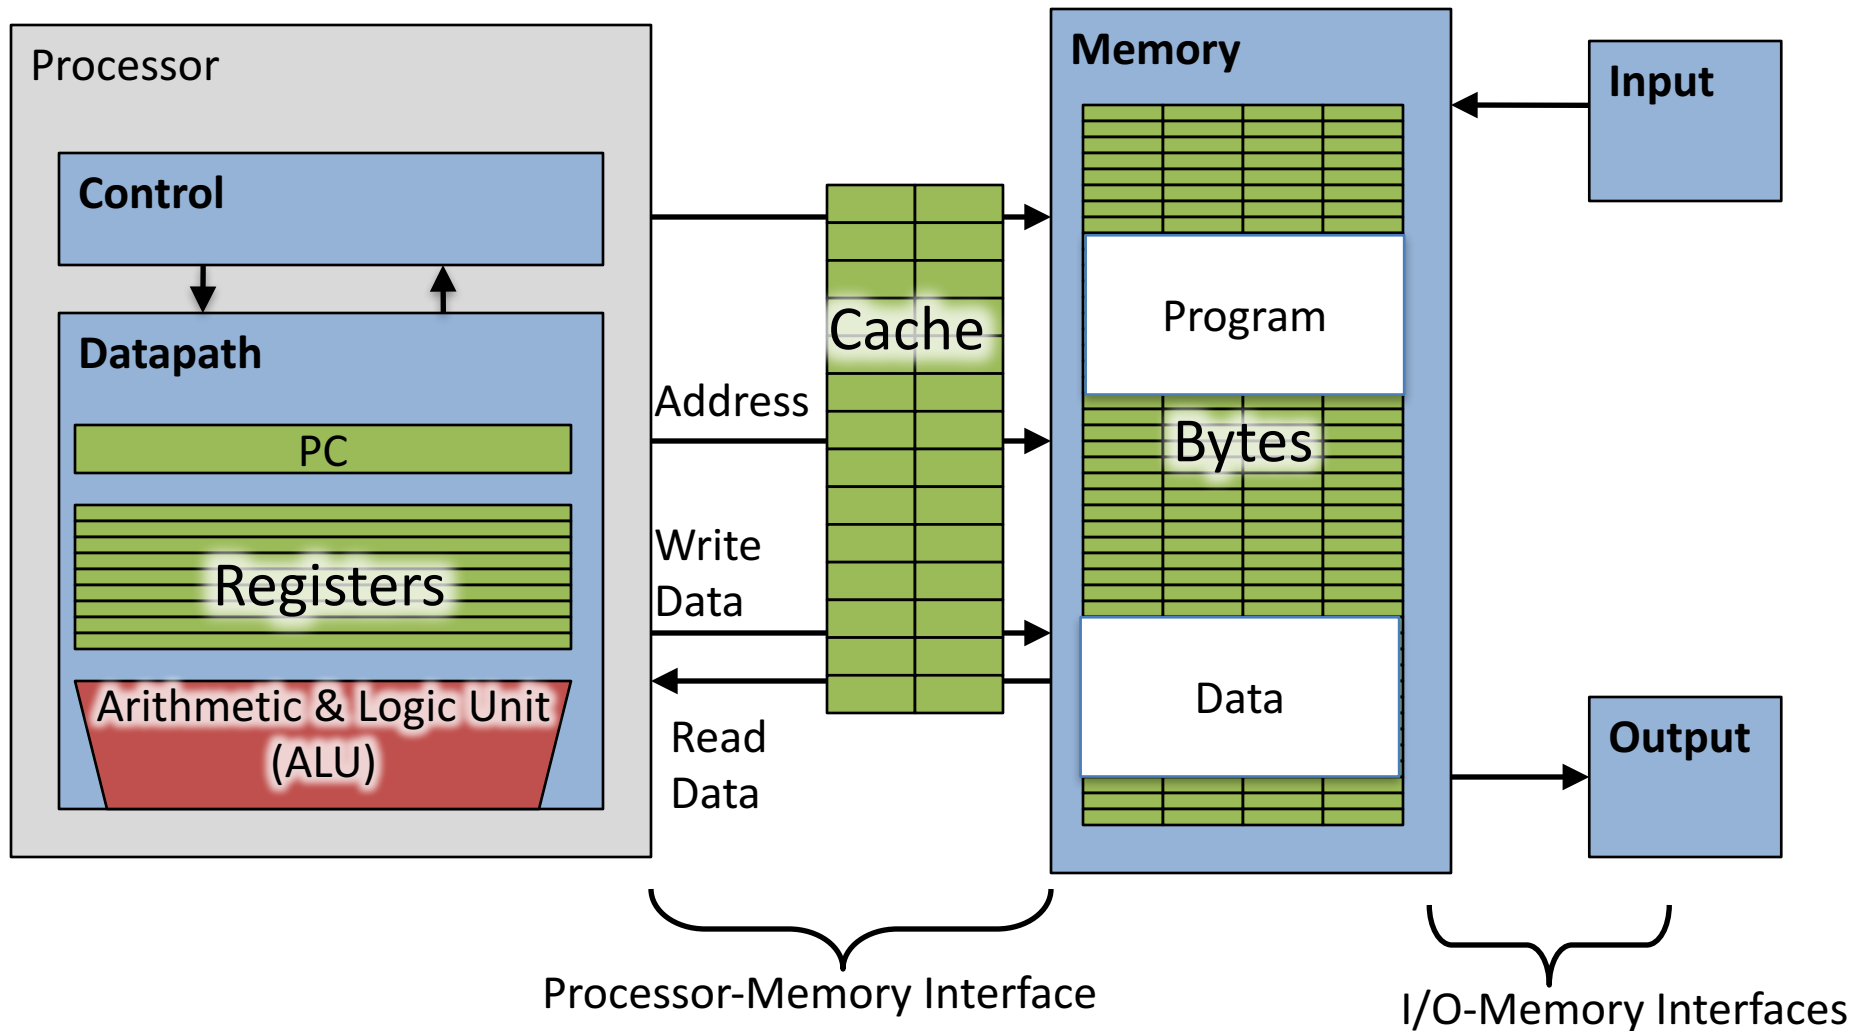 Processor
Control
Datapath
PC
Registers
Arithmetic & Logic Unit
(ALU)
Address
Write
Data
Read
Data
Cache
Memory
Program
Bytes
Data
Input
Output
Processor-Memory Interface
I/O-Memory Interfaces